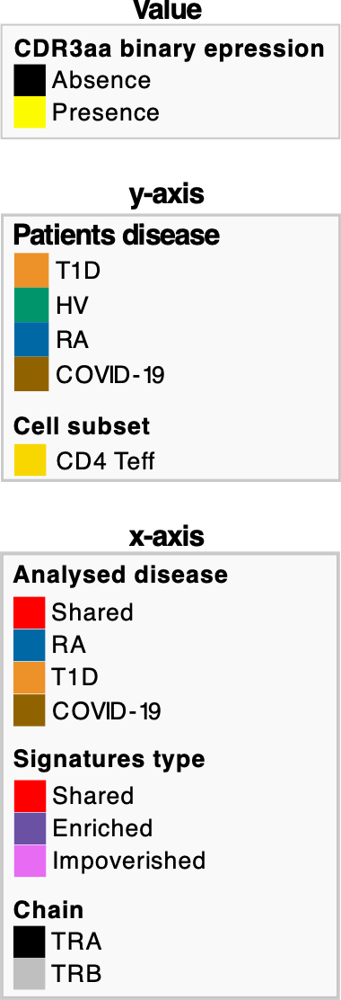 Value
CDR3aa binary epression
Absence
Presence
y-axis
Patients disease
T1D
HV
RA
COVID-19
Cell subset
CD4 Teff
x-axis
Analysed disease
Shared
RA
T1D
COVID-19
Signatures type
Shared
Enriched
Impoverished
Chain
TRA
TRB